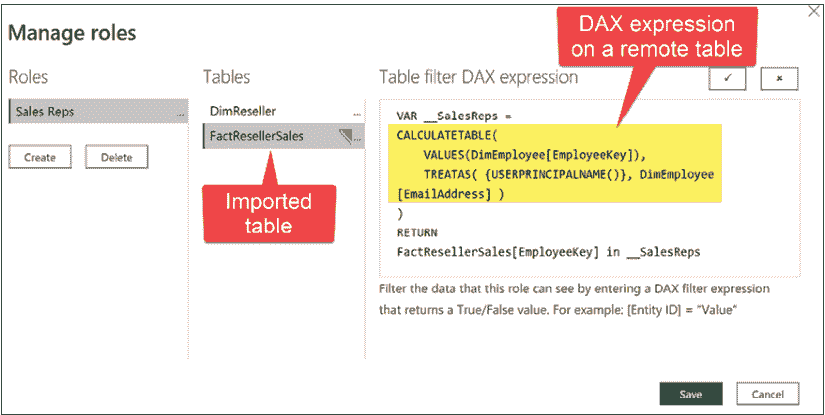 Manage roles
DAX expression
on a remote table
Roles
Tables
Table filter DAX expression
✓
×
Sales Reps
...
Create
Delete
DimReseller
...
FactResellerSales
...
Imported
table
VAR __SalesReps =
CALCULATETABLE(
VALUES(DimEmployee[EmployeeKey]),
TREATAS( {USERPRINCIPALNAME()}, DimEmployee
[EmailAddress] )
)
RETURN
FactResellerSales[EmployeeKey] in __SalesReps
Filter the data that this role can see by entering a DAX filter expression
that returns a True/False value. For example: [Entity ID] = "Value"
Save
Cancel